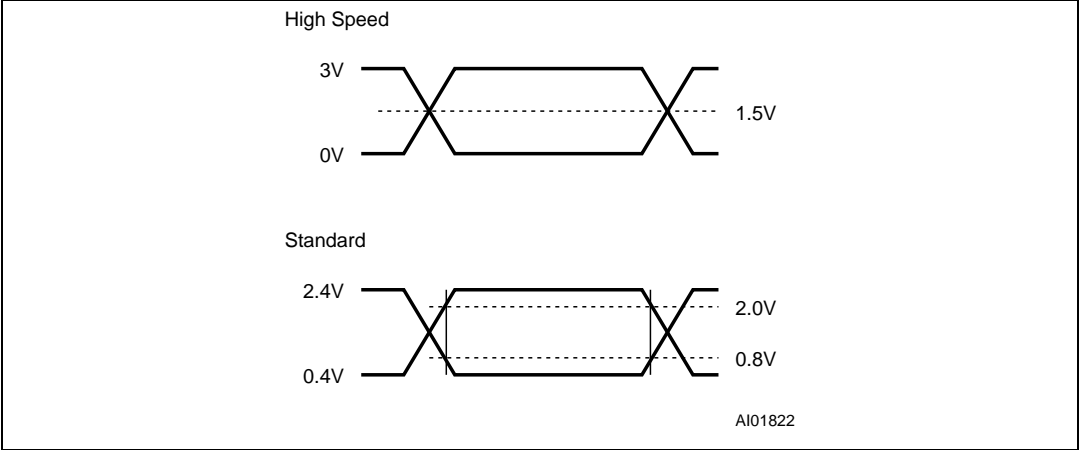 High Speed
3V
1.5V
0V
Standard
2.4V
2.0V
0.8V
0.4V
AI01822